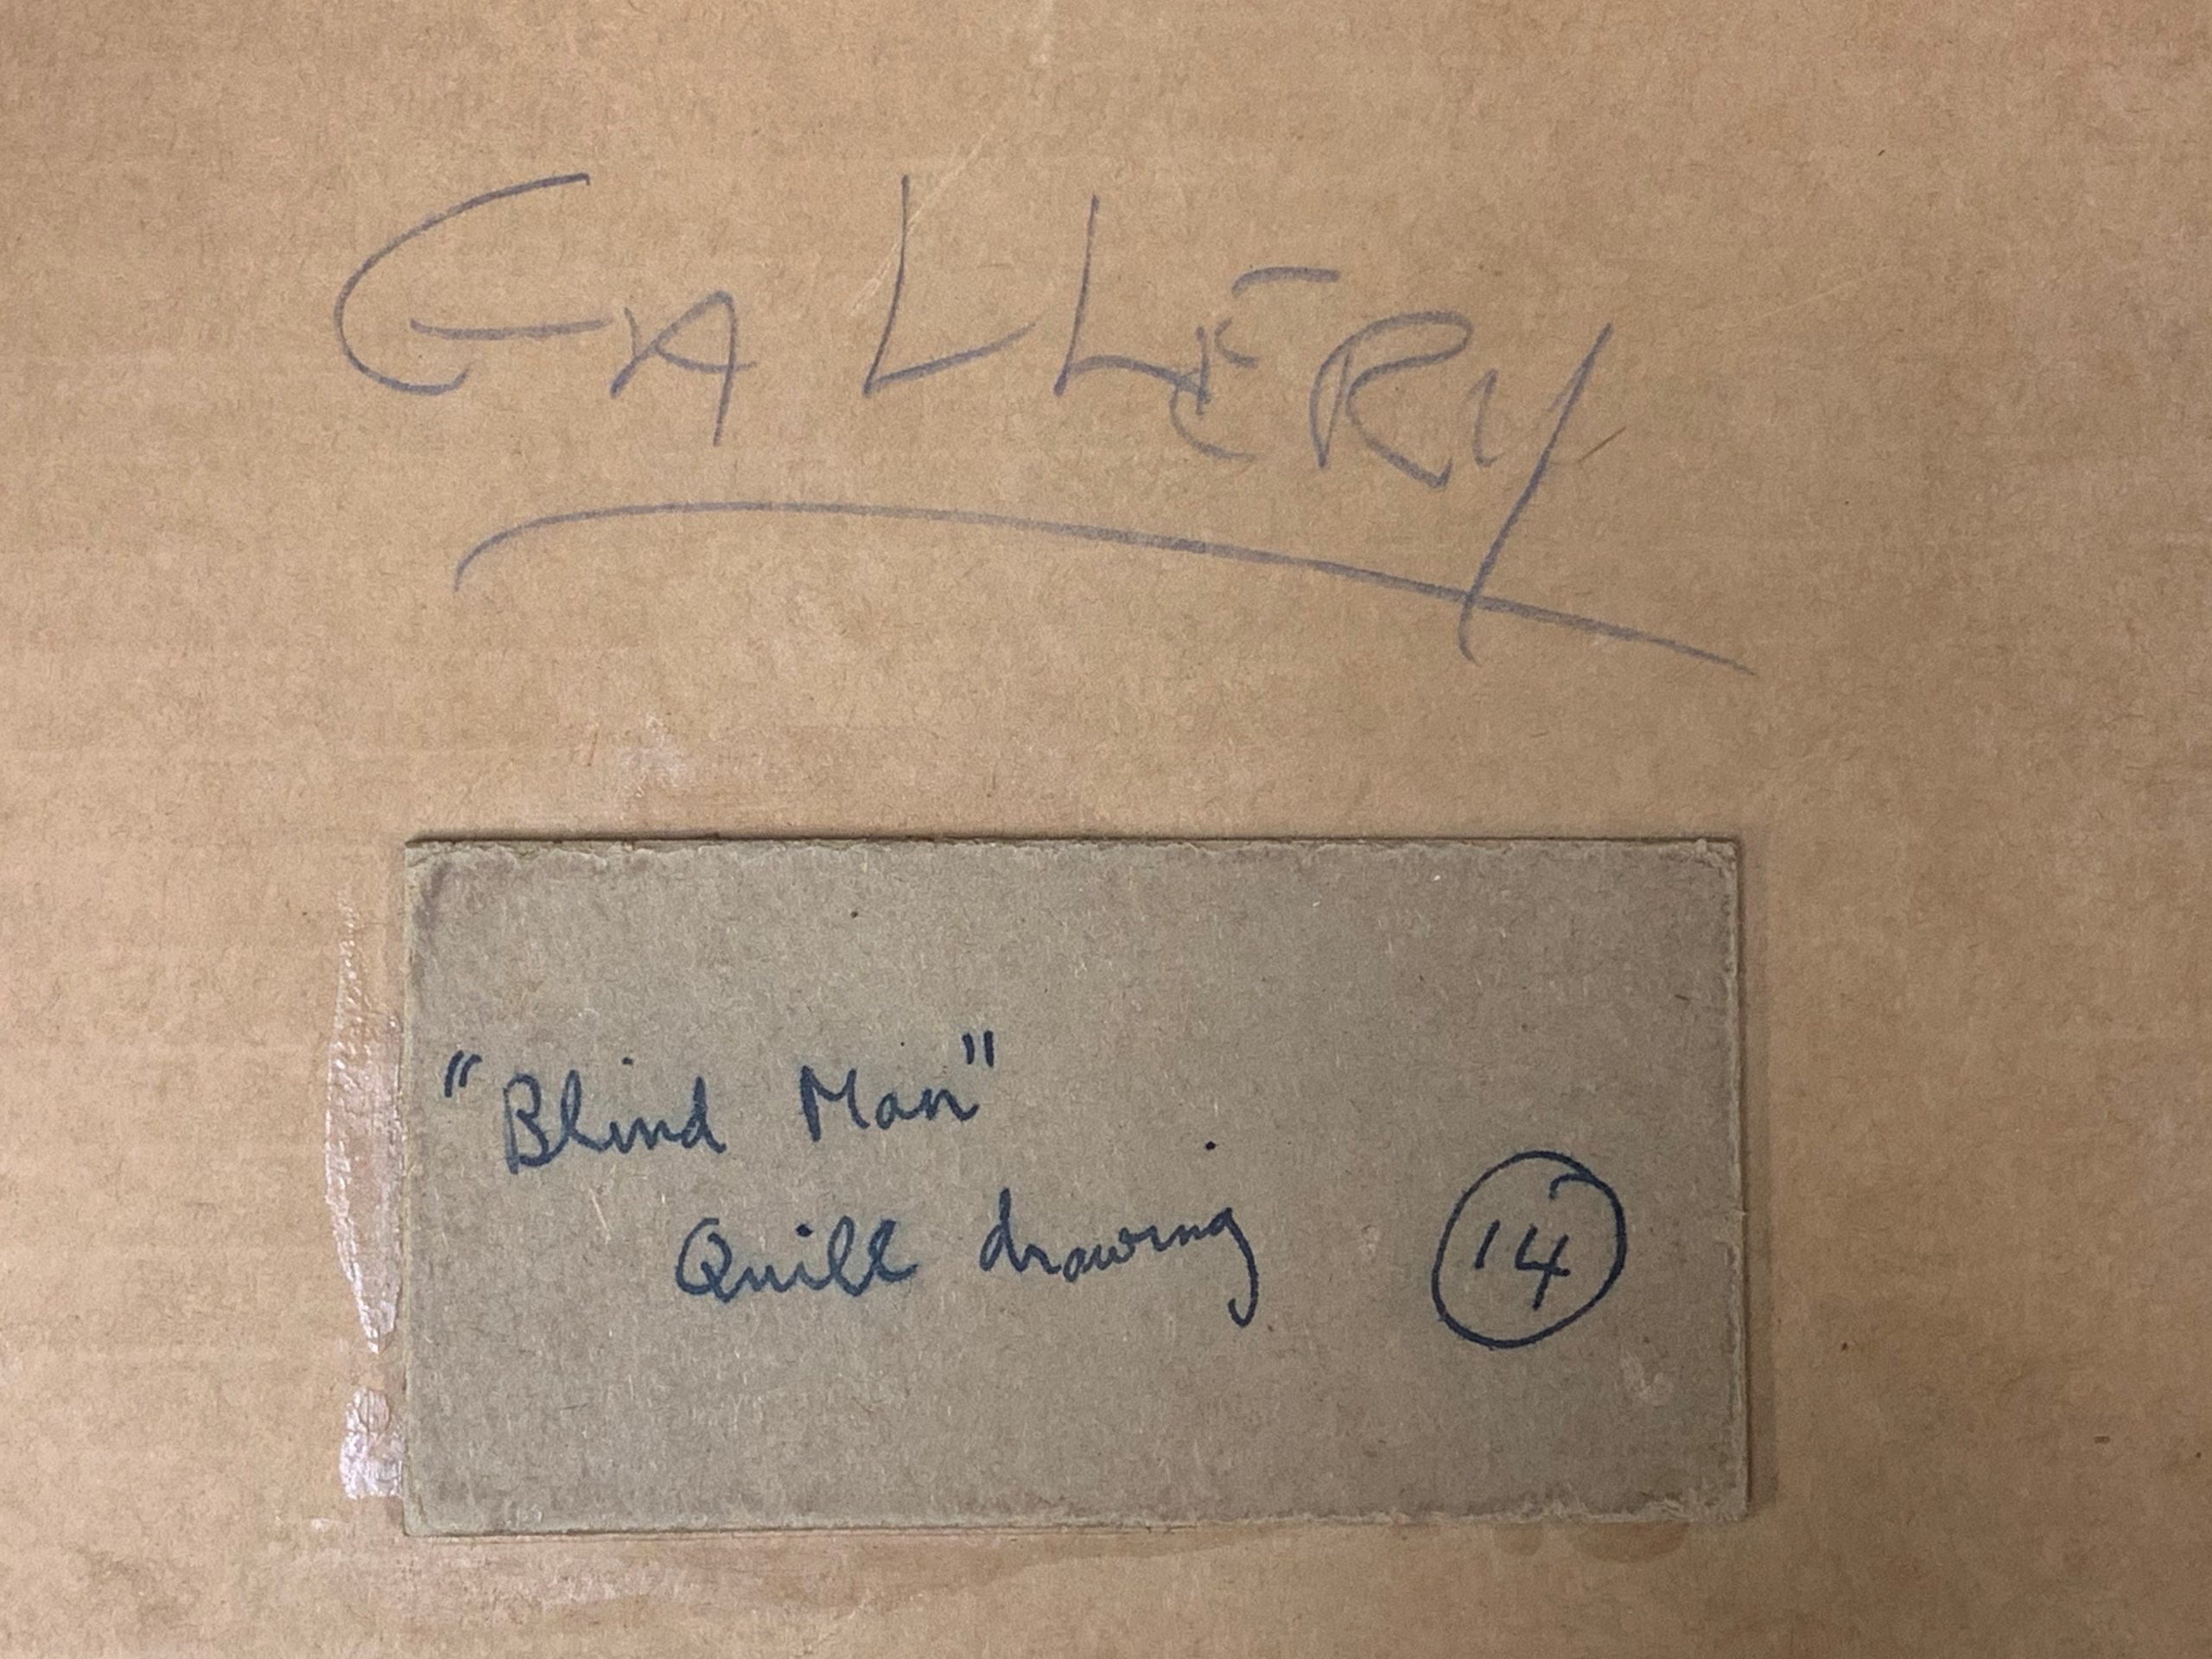 GALLERY
"Blind Man"
Quill drawing
14